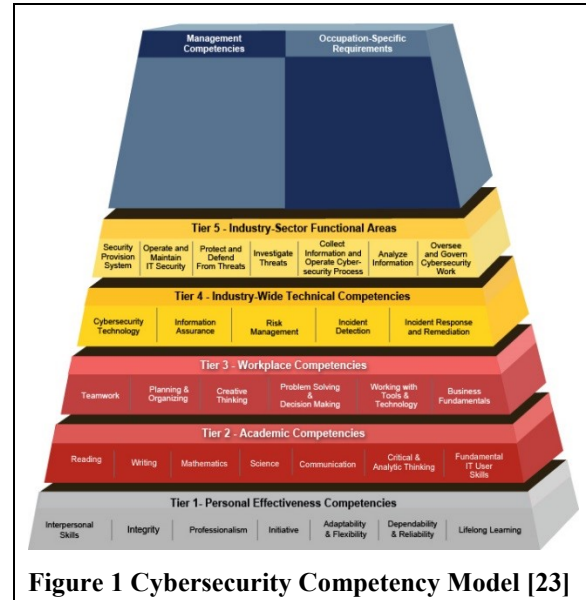 Management
Competencies
Occupation-Specific
Requirements
Tier 5 - Industry-Sector Functional Areas
Security
Provision
System
Operate and
Maintain
IT Security
Protect and
Defend
From Threats
Investigate
Threats
Collect
Information and
Operate Cyber-
security Process
Analyze
Information
Oversee
and Govern
Cybersecurity
Work
Tier 4 - Industry-Wide Technical Competencies
Cybersecurity
Technology
Information
Assurance
Risk
Management
Incident
Detection
Incident Response
and Remediation
Tier 3 - Workplace Competencies
Teamwork
Planning &
Organizing
Creative
Thinking
Problem Solving
&
Decision Making
Working with
Tools &
Technology
Business
Fundamentals
Tier 2 - Academic Competencies
Reading
Writing
Mathematics
Science
Communication
Critical &
Analytic Thinking
Fundamental
IT User
Skills
Tier 1- Personal Effectiveness Competencies
Interpersonal
Skills
Integrity
Professionalism
Initiative
Adaptability
& Flexibility
Dependability
& Reliability
Lifelong Learning
Figure 1 Cybersecurity Competency Model [23]